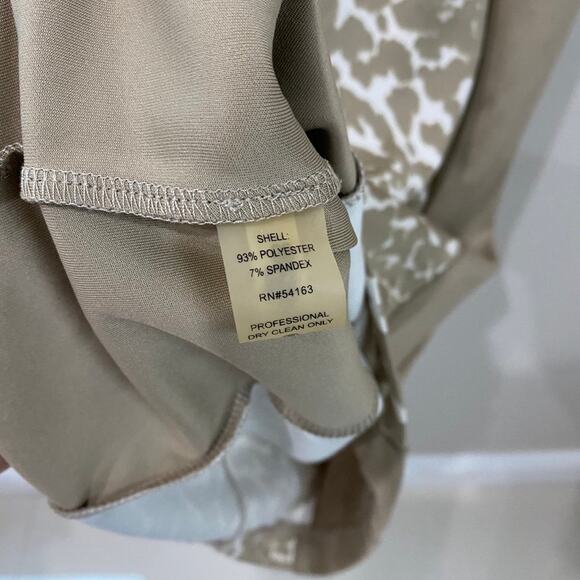 SHELL:
93% POLYESTER
7% SPANDEX
RN#54163
PROFESSIONAL
DRY CLEAN ONLY